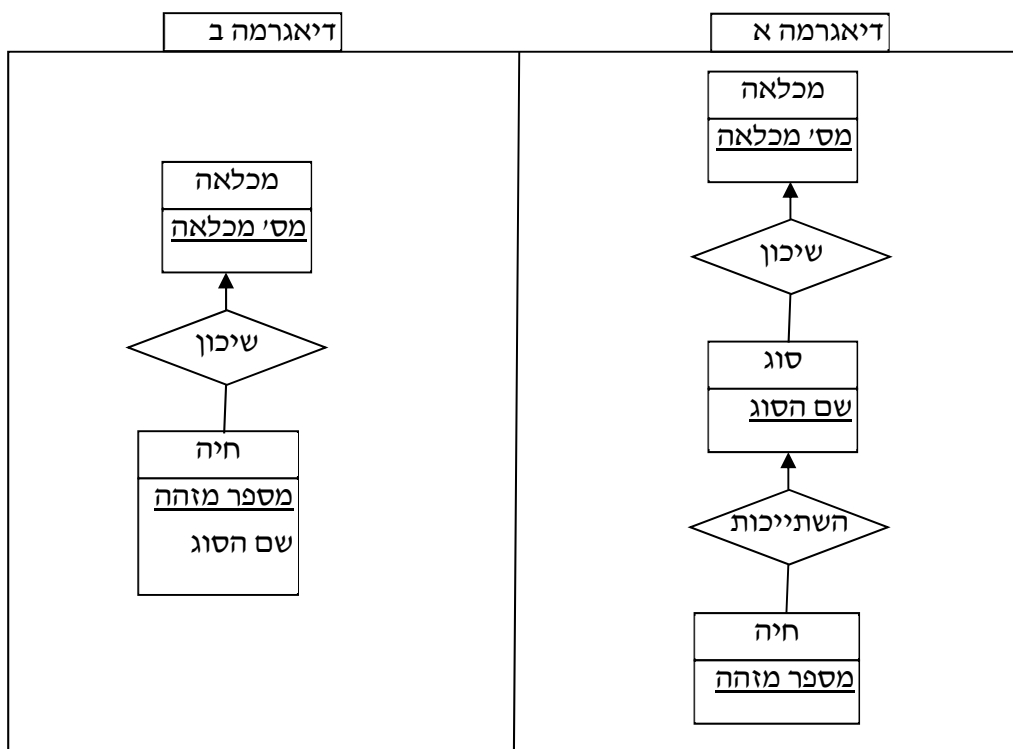 דיאגרמה א
מכלאה
מס' מכלאה
שיכון
סוג
שם הסוג
השתייכות
חיה
מספר מזהה
דיאגרמה ב
מכלאה
מס' מכלאה
שיכון
חיה
מספר מזהה
שם הסוג